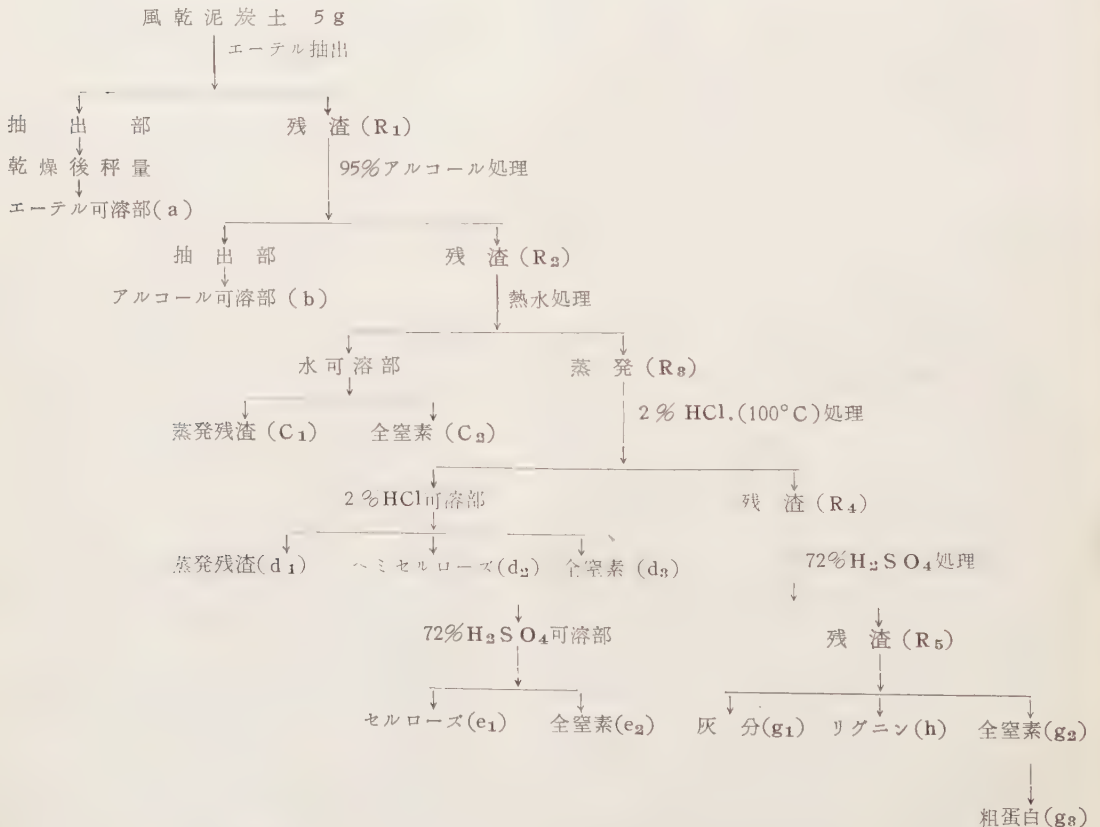 風乾泥炭土 5g
エーテル抽出
抽出部 残渣(R₁)
乾燥後秤量 95%アルコール処理
エーテル可溶部(a)
抽出部 残渣(R₂)
アルコール可溶部(b) 熱水処理
水可溶部 蒸発(R₃)
2% HCl.(100°C)処理
蒸発残渣(C₁) 全窒素(C₂)
2%HCl可溶部 残渣(R₄)
蒸発残渣(d₁) ヘミセルローズ(d₂) 全窒素(d₃) 72%H₂SO₄処理
72%H₂SO₄可溶部 残渣(R₅)
セルローズ(e₁) 全窒素(e₂) 灰分(g₁) リグニン(h) 全窒素(g₂)
粗蛋白(g₃)